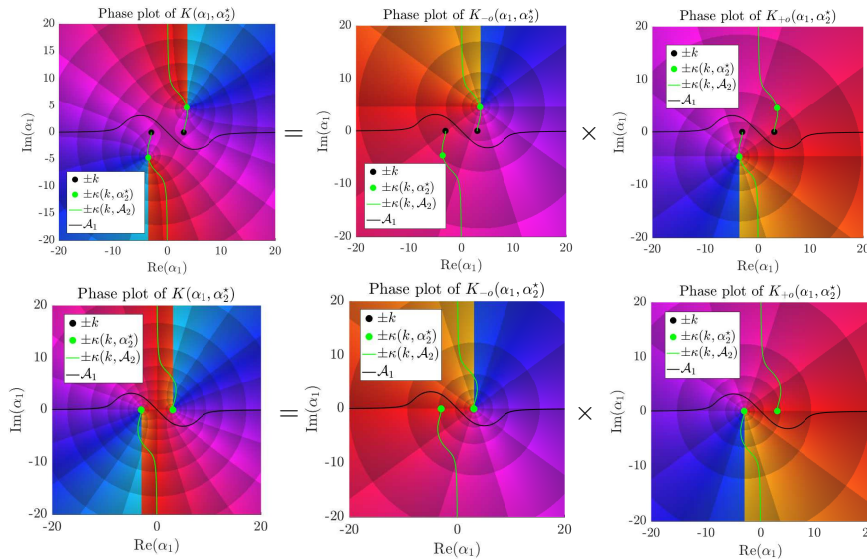 Phase plot of K(α₁, α₂⋆)
Phase plot of K₋ₒ(α₁, α₂⋆)
Phase plot of K₊ₒ(α₁, α₂⋆)
Im(α₁)
20
15
10
5
0
-5
-10
-15
-20
±k
±κ(k, α₂⋆)
±κ(k, 𝒜₂)
𝒜₁
-20 -10 0 10 20
Re(α₁)
=
Im(α₁)
20
10
0
-10
-20
±k
±κ(k, α₂⋆)
±κ(k, 𝒜₂)
𝒜₁
-20 -10 0 10 20
Re(α₁)
×
Im(α₁)
20
10
0
-10
-20
±k
±κ(k, α₂⋆)
±κ(k, 𝒜₂)
𝒜₁
-20 -10 0 10 20
Re(α₁)
Phase plot of K(α₁, α₂⋆)
Phase plot of K₋ₒ(α₁, α₂⋆)
Phase plot of K₊ₒ(α₁, α₂⋆)
Im(α₁)
20
10
0
-10
-20
±k
±κ(k, α₂⋆)
±κ(k, 𝒜₂)
𝒜₁
-20 0 20
Re(α₁)
=
Im(α₁)
20
10
0
-10
-20
±k
±κ(k, α₂⋆)
±κ(k, 𝒜₂)
𝒜₁
-20 -10 0 10 20
Re(α₁)
×
Im(α₁)
20
10
0
-10
-20
±k
±κ(k, α₂⋆)
±κ(k, 𝒜₂)
𝒜₁
-20 -10 0 10 20
Re(α₁)